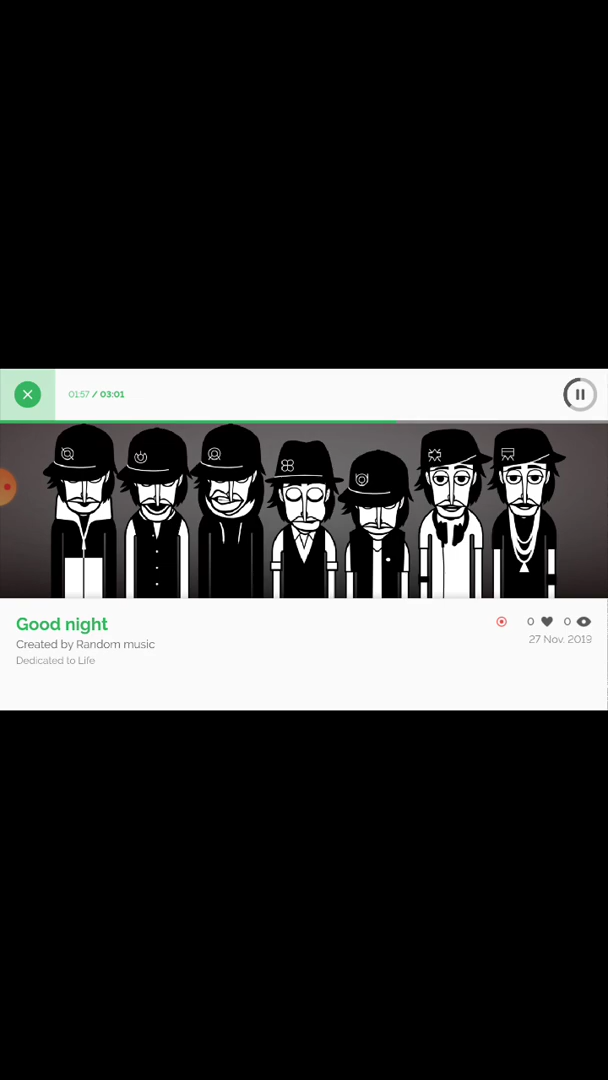 01:57 / 03:01
Good night
0 0
Created by Random music
27 Nov. 2019
Dedicated to Life